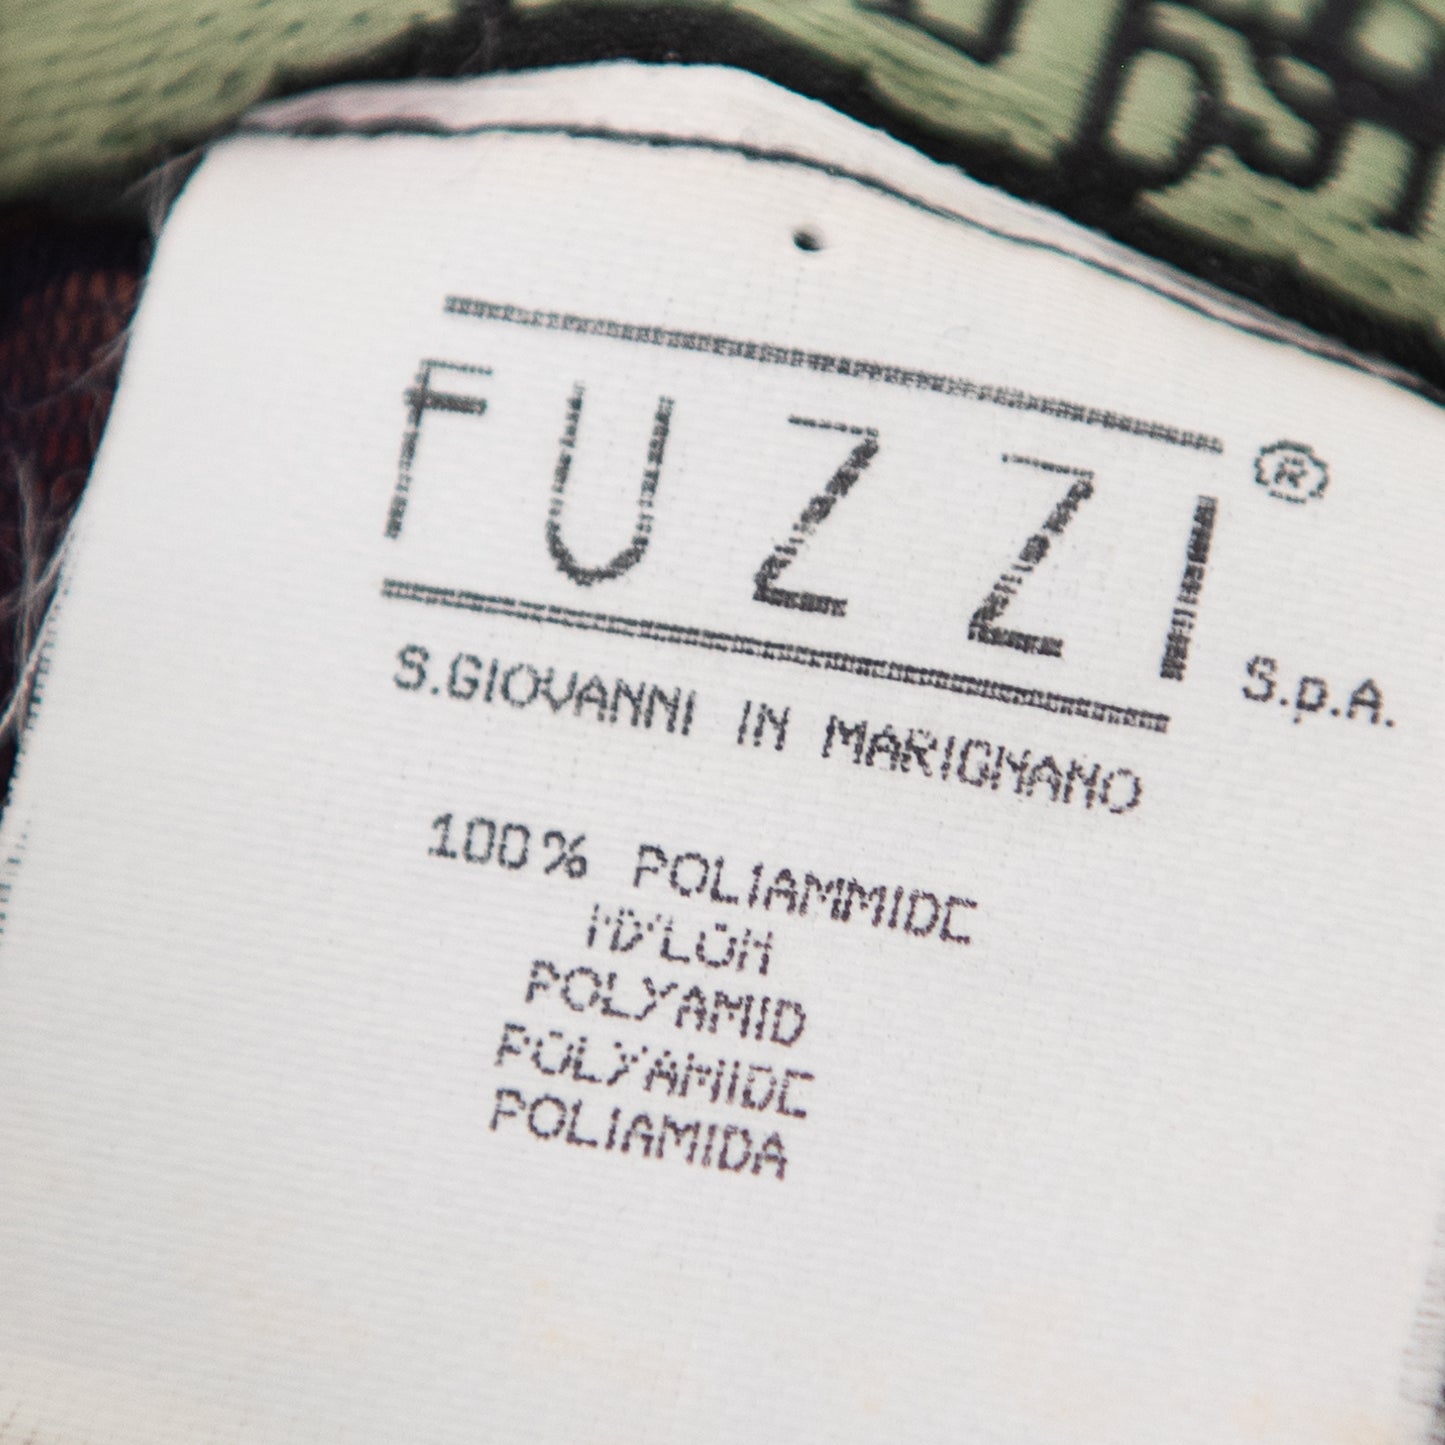 FUZZI® S.p.A.
S.GIOVANNI IN MARIGNANO
100% POLIAMMIDE
NYLON
POLYAMID
POLYAMIDE
POLIAMIDA